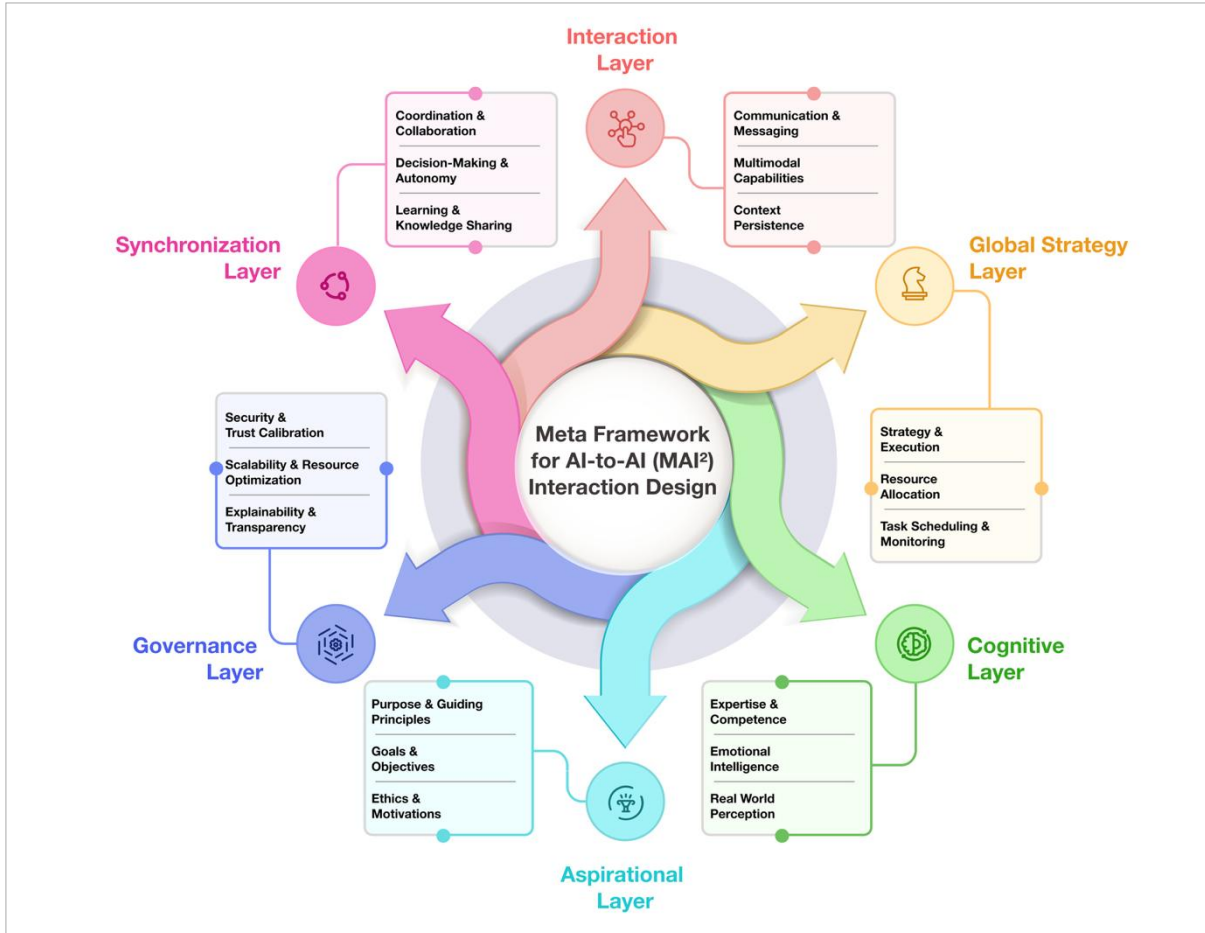 Interaction
Layer
Communication &
Messaging
Multimodal
Capabilities
Context
Persistence
Global Strategy
Layer
Strategy &
Execution
Resource
Allocation
Task Scheduling &
Monitoring
Cognitive
Layer
Expertise &
Competence
Emotional
Intelligence
Real World
Perception
Aspirational
Layer
Purpose & Guiding
Principles
Goals &
Objectives
Ethics &
Motivations
Governance
Layer
Security &
Trust Calibration
Scalability & Resource
Optimization
Explainability &
Transparency
Synchronization
Layer
Coordination &
Collaboration
Decision-Making &
Autonomy
Learning &
Knowledge Sharing
Meta Framework
for AI-to-AI (MAI²)
Interaction Design